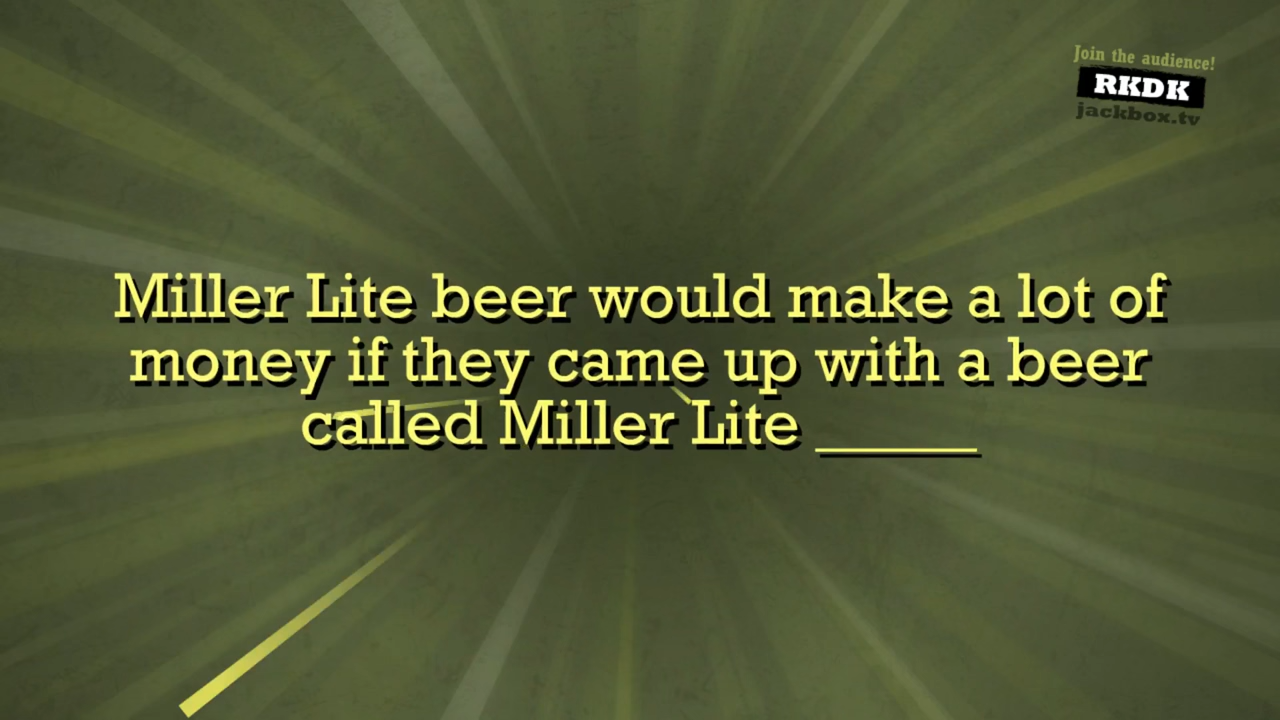 Join the audience!
RKDK
jackbox.tv
Miller Lite beer would make a lot of
money if they came up with a beer
called Miller Lite ______